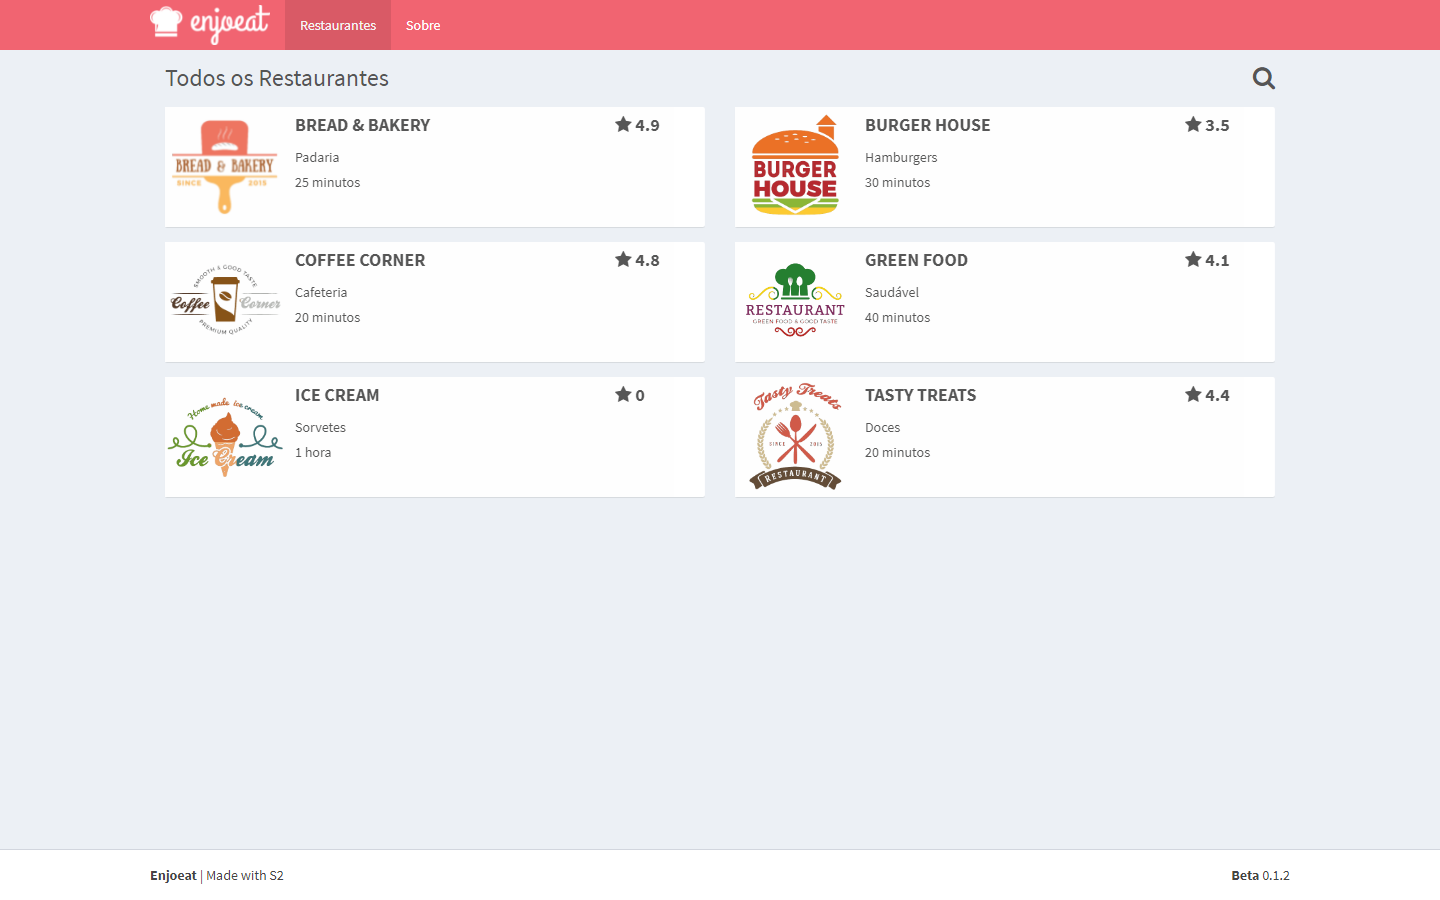 enjoeat
Restaurantes
Sobre
Todos os Restaurantes
BREAD & BAKERY
SINCE 2015
BREAD & BAKERY
4.9
Padaria
25 minutos
BURGER
HOUSE
BURGER HOUSE
3.5
Hamburgers
30 minutos
SMOOTH & GOOD TASTE
Coffee Corner
PREMIUM QUALITY
COFFEE CORNER
4.8
Cafeteria
20 minutos
RESTAURANT
GREEN FOOD & GOOD TASTE
GREEN FOOD
4.1
Saudável
40 minutos
Home made ice cream
Ice Cream
ICE CREAM
0
Sorvetes
1 hora
Tasty Treats
SINCE 2015
RESTAURANT
TASTY TREATS
4.4
Doces
20 minutos
Enjoeat | Made with S2
Beta 0.1.2